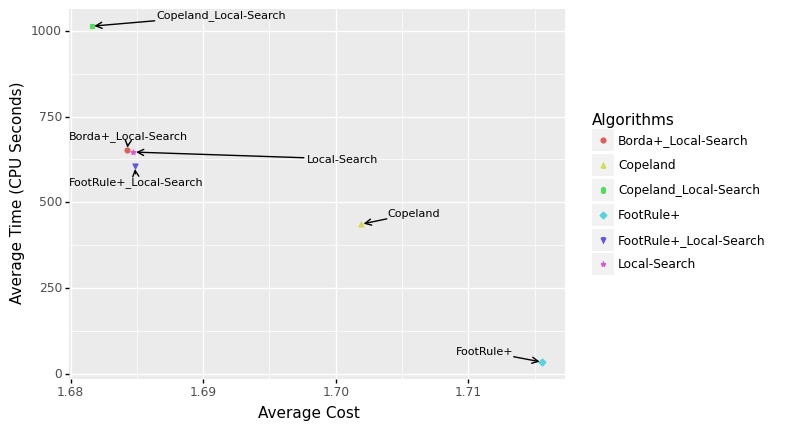 Copeland_Local-Search
1000
750
Borda+_Local-Search
Local-Search
FootRule+_Local-Search
500
Copeland
250
FootRule+
0
1.68 1.69 1.70 1.71
Average Cost
Average Time (CPU Seconds)
Algorithms
Borda+_Local-Search
Copeland
Copeland_Local-Search
FootRule+
FootRule+_Local-Search
Local-Search